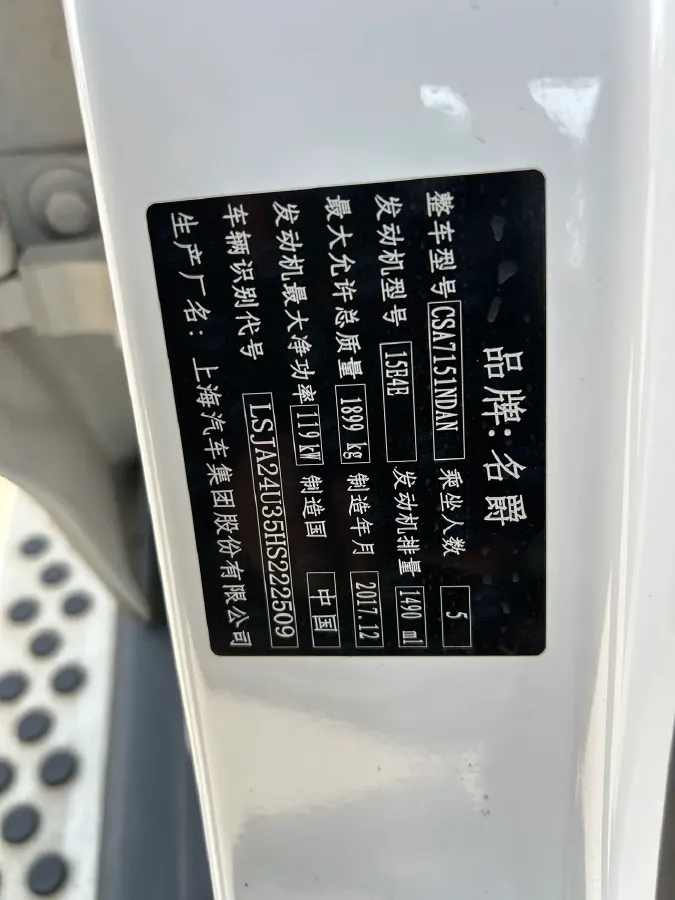 品牌：名爵
整车型号 CSA7151NDAN 乘坐人数 5
发动机型号 15E4E 发动机排量 1490 ml
最大允许总质量 1899 kg 制造年月 2017.12
发动机最大净功率 119 kW 制造国 中国
车辆识别代号 LSJA24U35HS222509
生产厂名：上海汽车集团股份有限公司